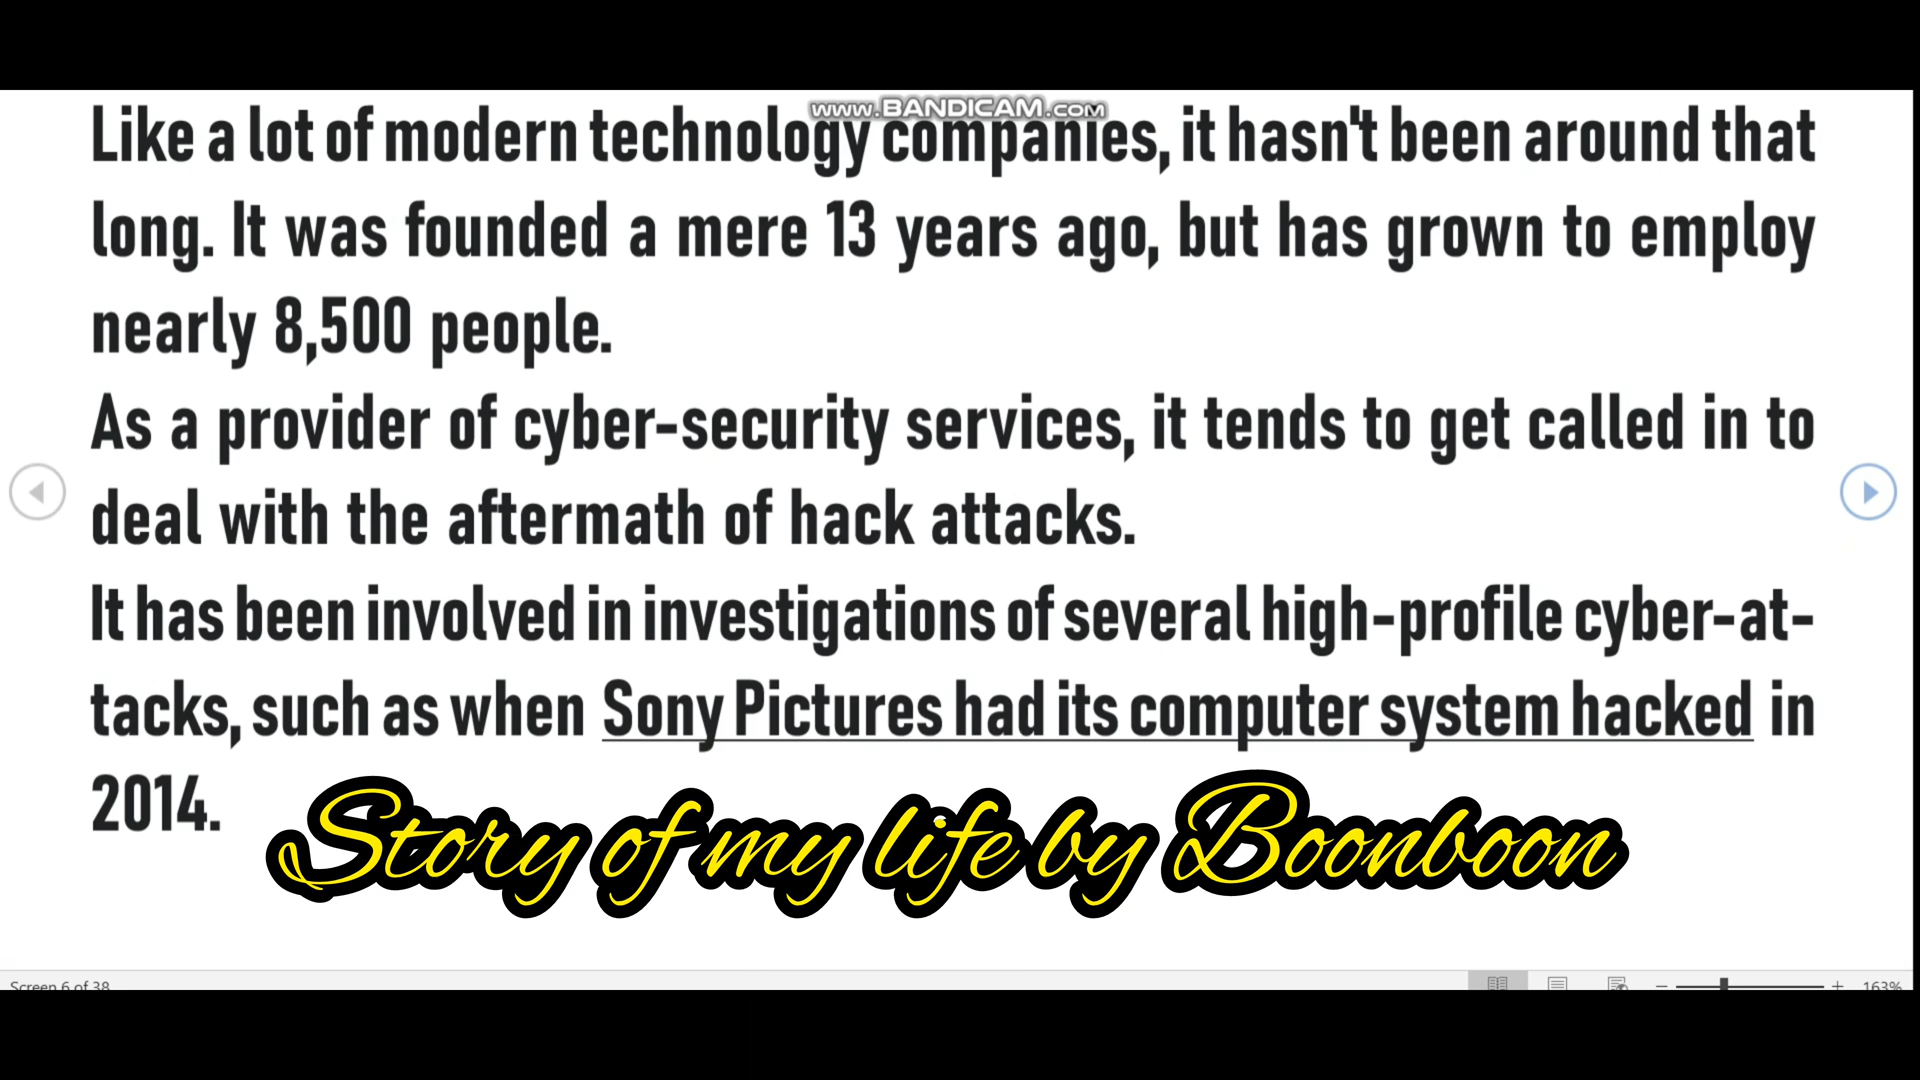 www.BANDICAM.com
Like a lot of modern technology companies, it hasn't been around that
long. It was founded a mere 13 years ago, but has grown to employ
nearly 8,500 people.
As a provider of cyber-security services, it tends to get called in to
deal with the aftermath of hack attacks.
It has been involved in investigations of several high-profile cyber-at-
tacks, such as when Sony Pictures had its computer system hacked in
2014.
Story of my life by Boonboon
Screen 6 of 38
163%